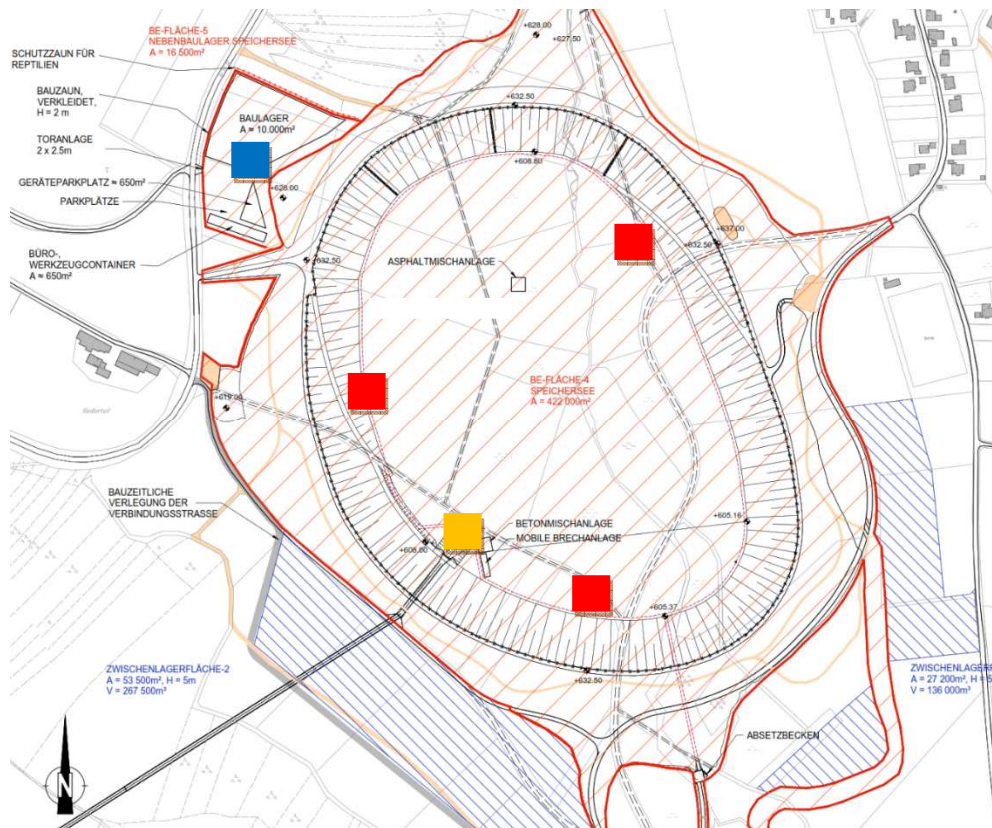 BE-FLÄCHE-5
NEBENBAULAGER SPEICHERSEE
A = 16 500m²
SCHUTZZAUN FÜR
REPTILIEN
BAUZAUN,
VERKLEIDET,
H = 2 m
TORANLAGE
2 x 2.5m
GERÄTEPARKPLATZ ≈ 650m²
PARKPLÄTZE
BÜRO-,
WERKZEUGCONTAINER
A ≈ 650m²
BAULAGER
A ≈ 10.000m²
+628.00
+628.00
+627.50
+632.50
+608.60
+637.00
+632.50
+632.50
ASPHALTMISCHANLAGE
BE-FLÄCHE-4
SPEICHERSEE
A = 422 000m²
+619.00
Riederhof
BAUZEITLICHE
VERLEGUNG DER
VERBINDUNGSSTRASSE
BETONMISCHANLAGE
MOBILE BRECHANLAGE
+605.16
+605.37
+632.50
ZWISCHENLAGERFLÄCHE-2
A = 53 500m², H = 5m
V = 267 500m³
ZWISCHENLAGERF
A = 27 200m², H = 5
V = 136 000m³
ABSETZBECKEN
N